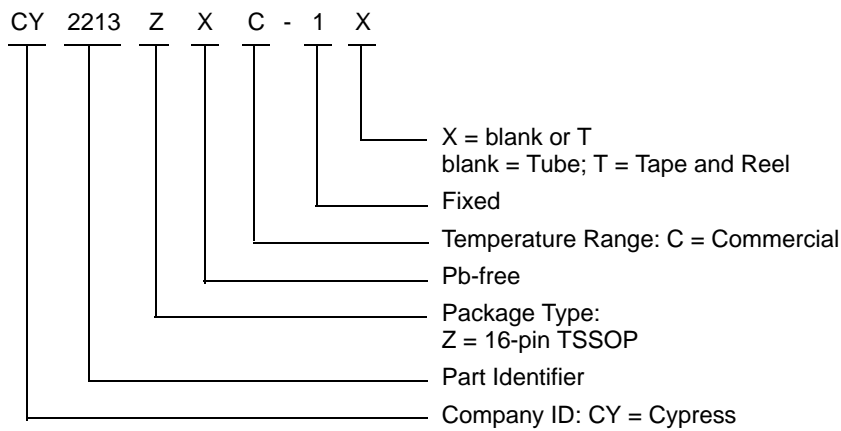 CY 2213 Z X C - 1 X
X = blank or T
blank = Tube; T = Tape and Reel
Fixed
Temperature Range: C = Commercial
Pb-free
Package Type:
Z = 16-pin TSSOP
Part Identifier
Company ID: CY = Cypress